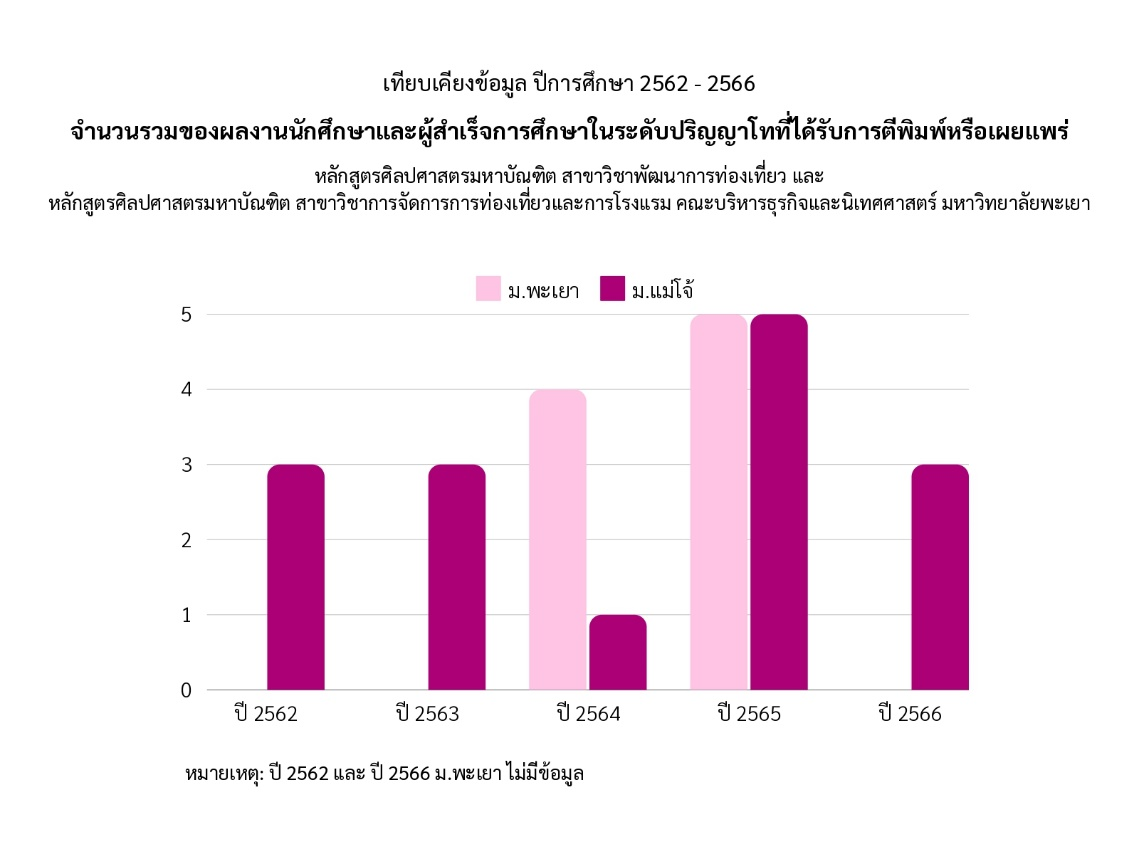 เทียบเคียงข้อมูล ปีการศึกษา 2562 - 2566
จำนวนรวมของผลงานนักศึกษาและผู้สำเร็จการศึกษาในระดับปริญญาโทที่ได้รับการตีพิมพ์หรือเผยแพร่
หลักสูตรศิลปศาสตรมหาบัณฑิต สาขาวิชาพัฒนาการท่องเที่ยว และ
หลักสูตรศิลปศาสตรมหาบัณฑิต สาขาวิชาการจัดการการท่องเที่ยวและการโรงแรม คณะบริหารธุรกิจและนิเทศศาสตร์ มหาวิทยาลัยพะเยา
ม.พะเยา ม.แม่โจ้
5
4
3
2
1
0
ปี 2562 ปี 2563 ปี 2564 ปี 2565 ปี 2566
หมายเหตุ: ปี 2562 และ ปี 2566 ม.พะเยา ไม่มีข้อมูล